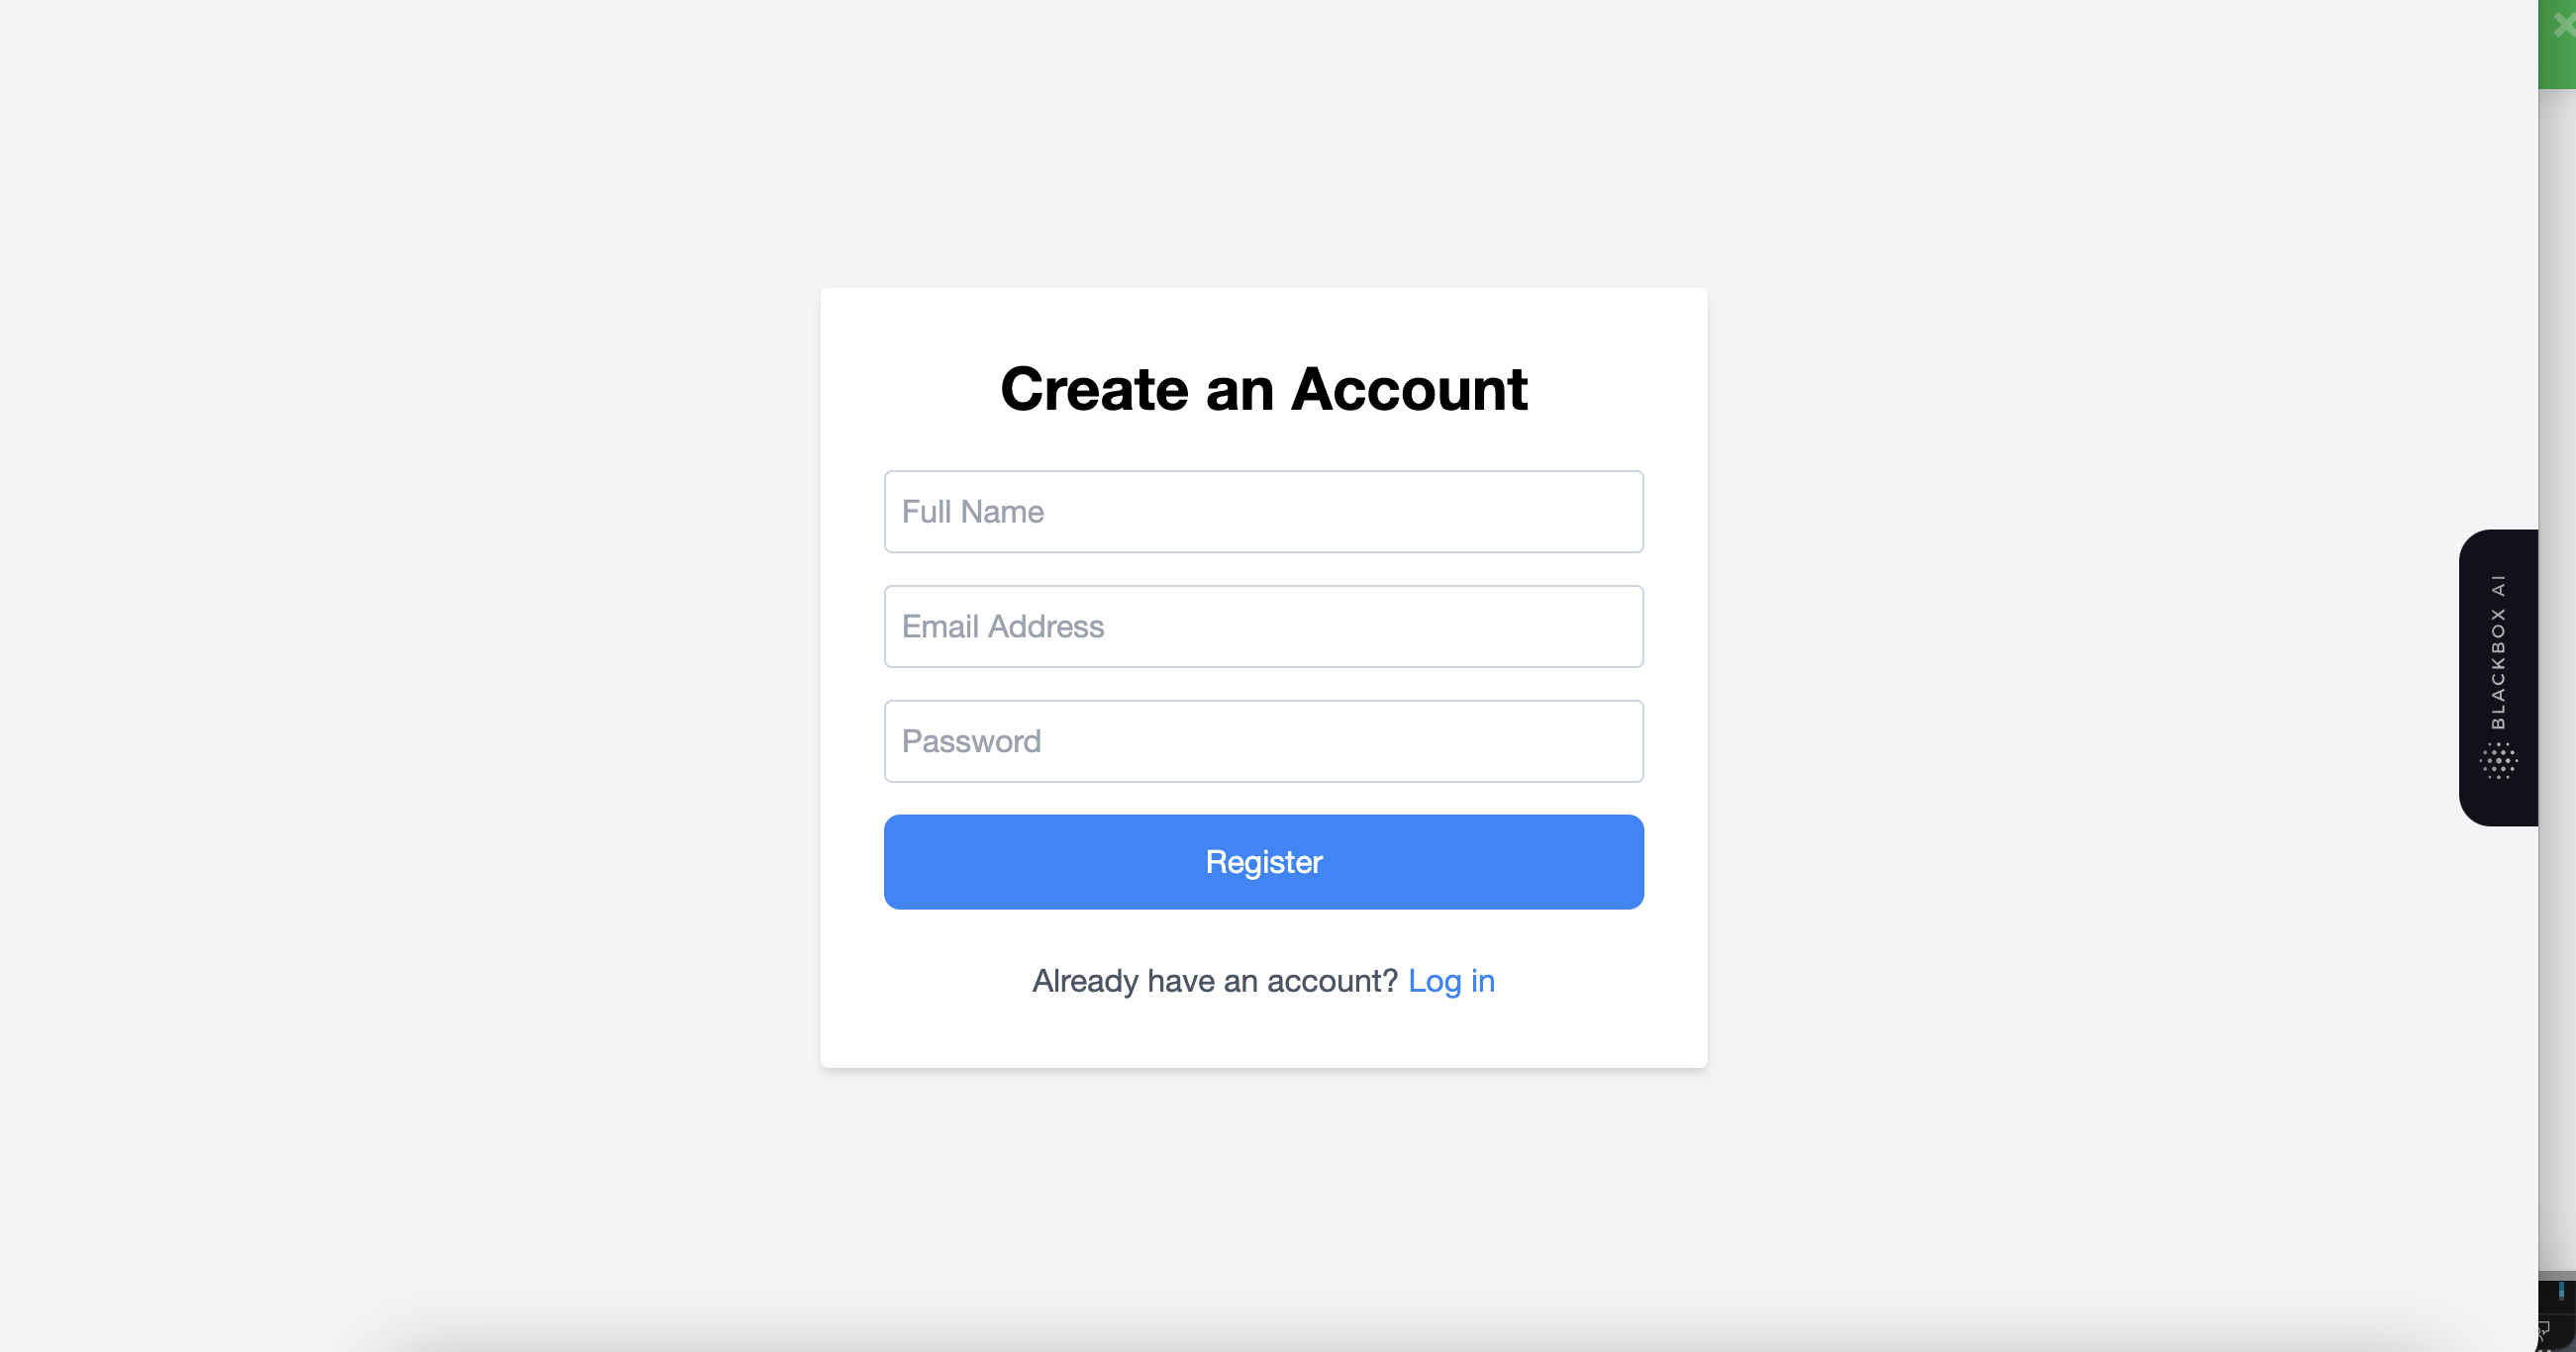 Create an Account
Full Name
Email Address
Password
Register
Already have an account? Log in
BLACKBOX AI